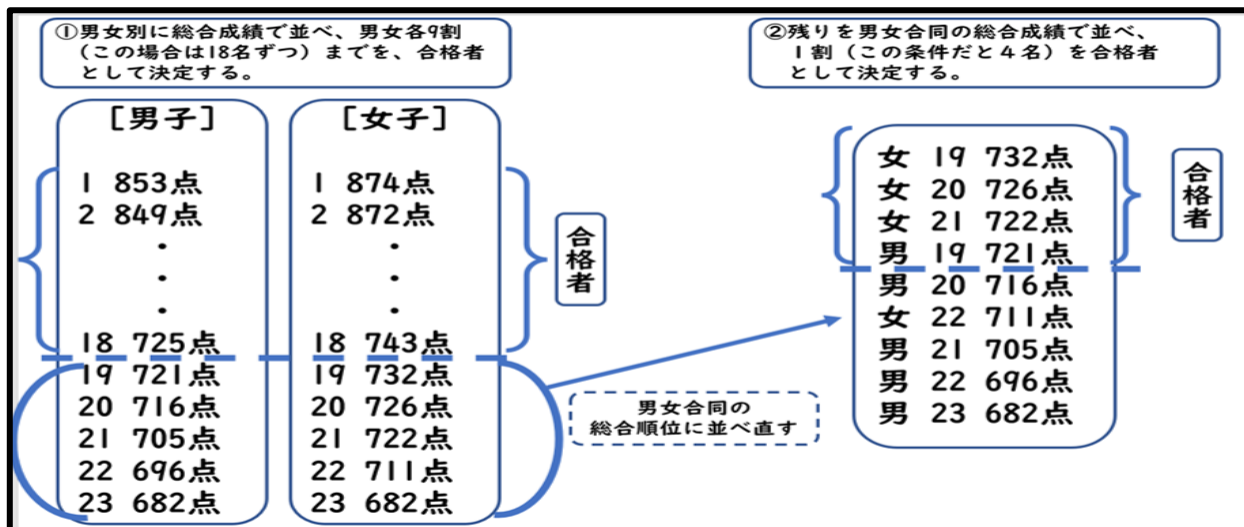 ①男女別に総合成績で並べ、男女各9割
(この場合は18名ずつ)までを、合格者
として決定する。
②残りを男女合同の総合成績で並べ、
1割(この条件だと4名)を合格者
として決定する。
[男子]
1 853点
2 849点
・
・
・
18 725点
19 721点
20 716点
21 705点
22 696点
23 682点
[女子]
1 874点
2 872点
・
・
・
18 743点
19 732点
20 726点
21 722点
22 711点
23 682点
合格者
男女合同の
総合順位に並べ直す
女 19 732点
女 20 726点
女 21 722点
男 19 721点
男 20 716点
女 22 711点
男 21 705点
男 22 696点
男 23 682点
合格者